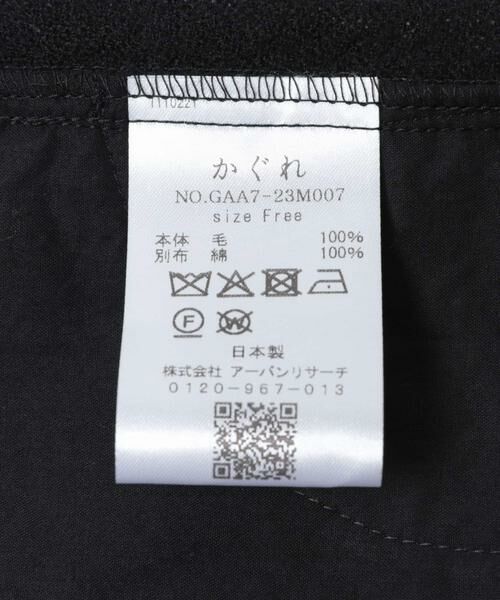 1110221
かぐれ
NO.GAA7-23M007
size Free
本体 毛 100%
別布 綿 100%
F W
日本製
株式会社 アーバンリサーチ
0120-967-013